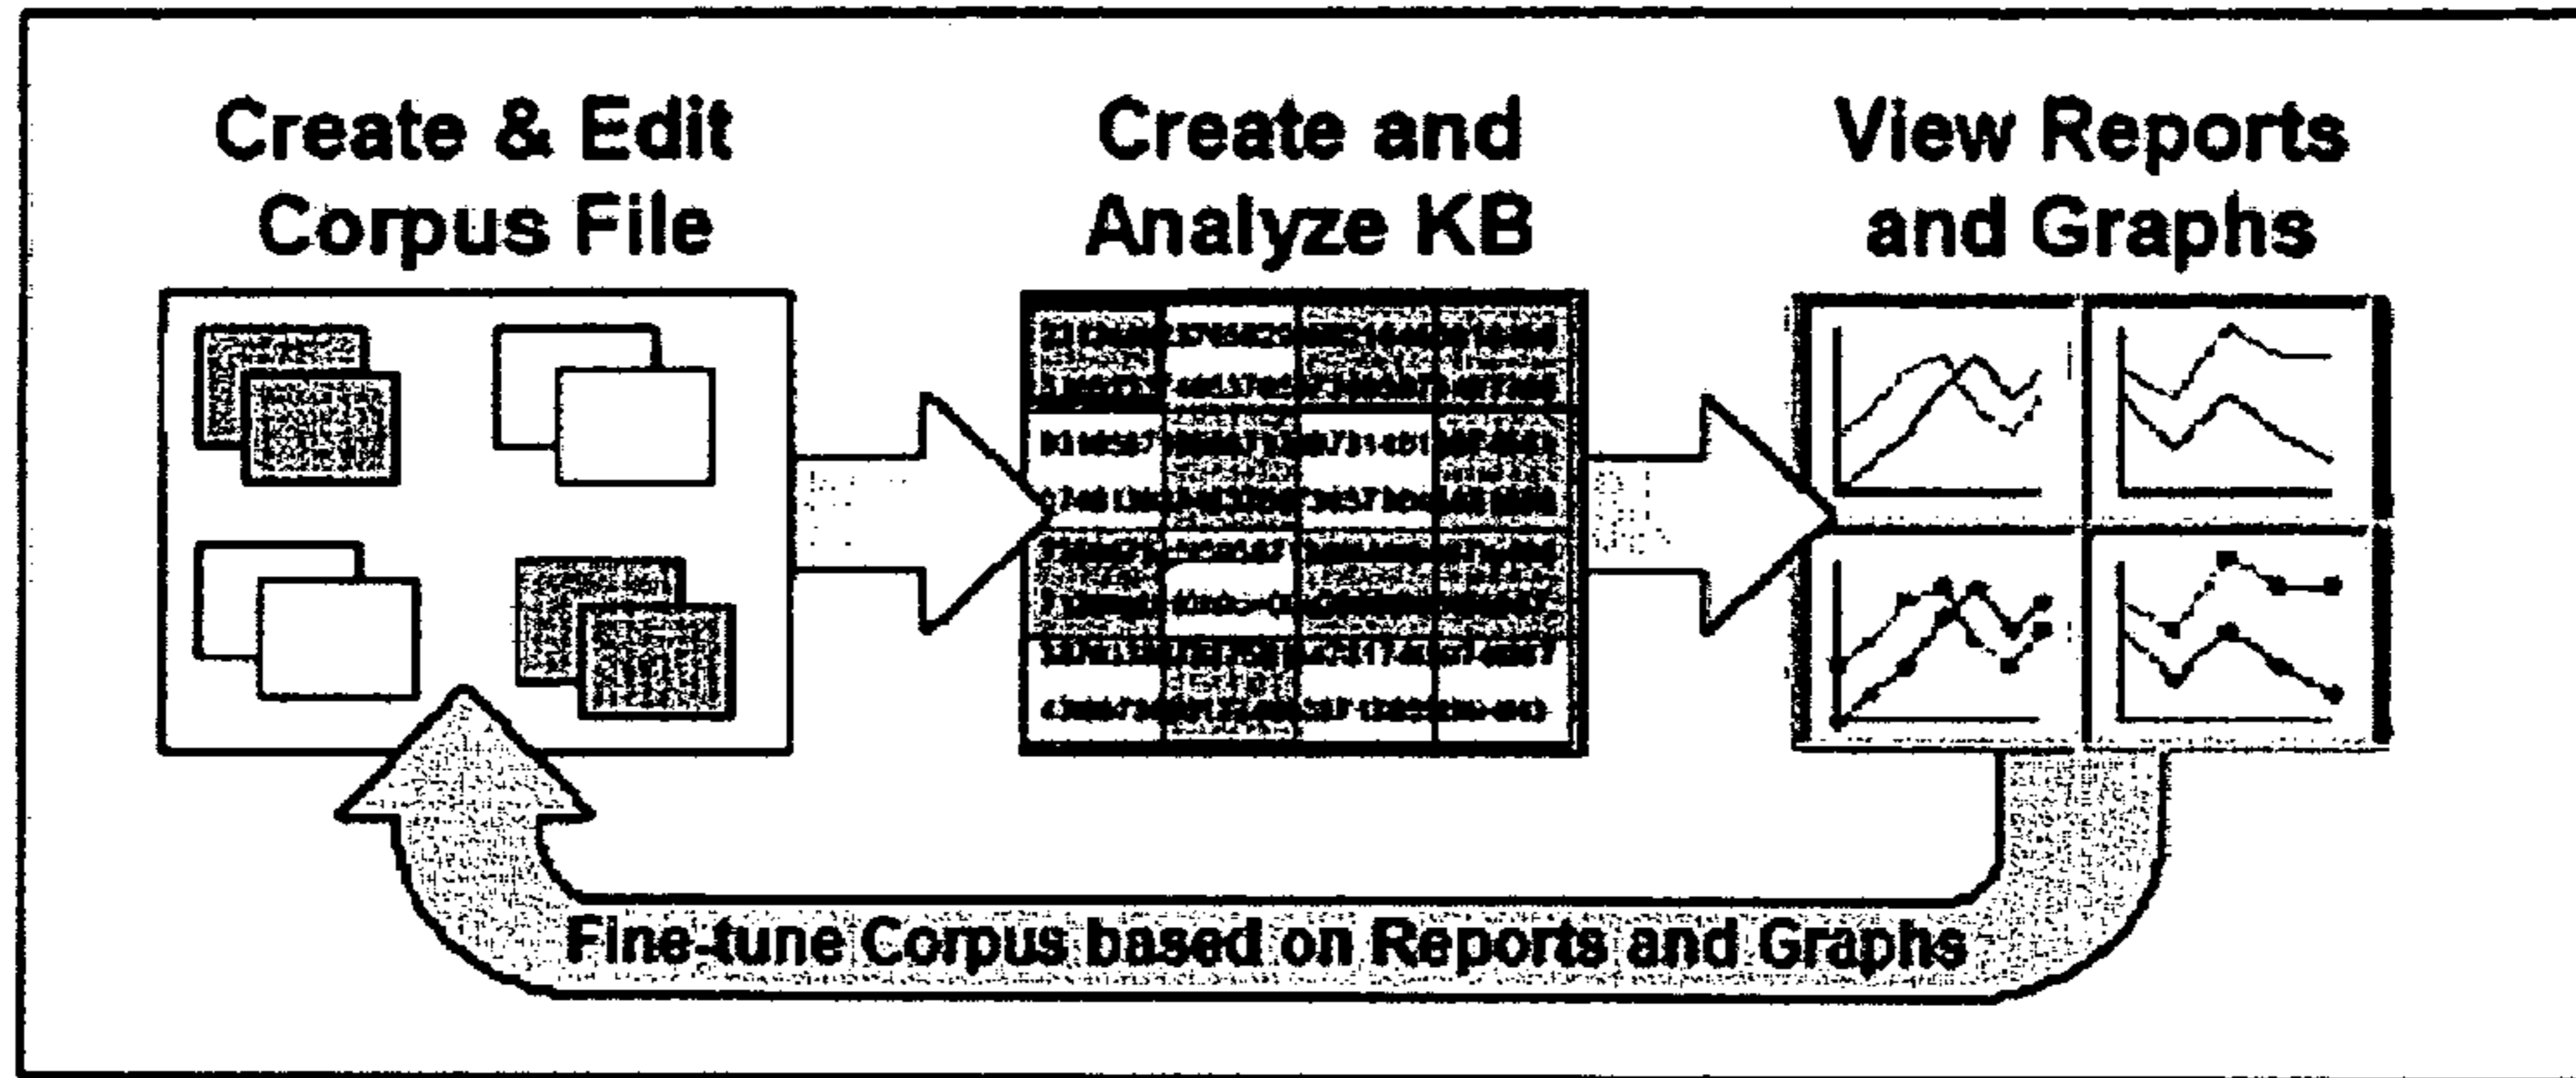 Create & Edit
Corpus File
Create and
Analyze KB
View Reports
and Graphs
Fine-tune Corpus based on Reports and Graphs